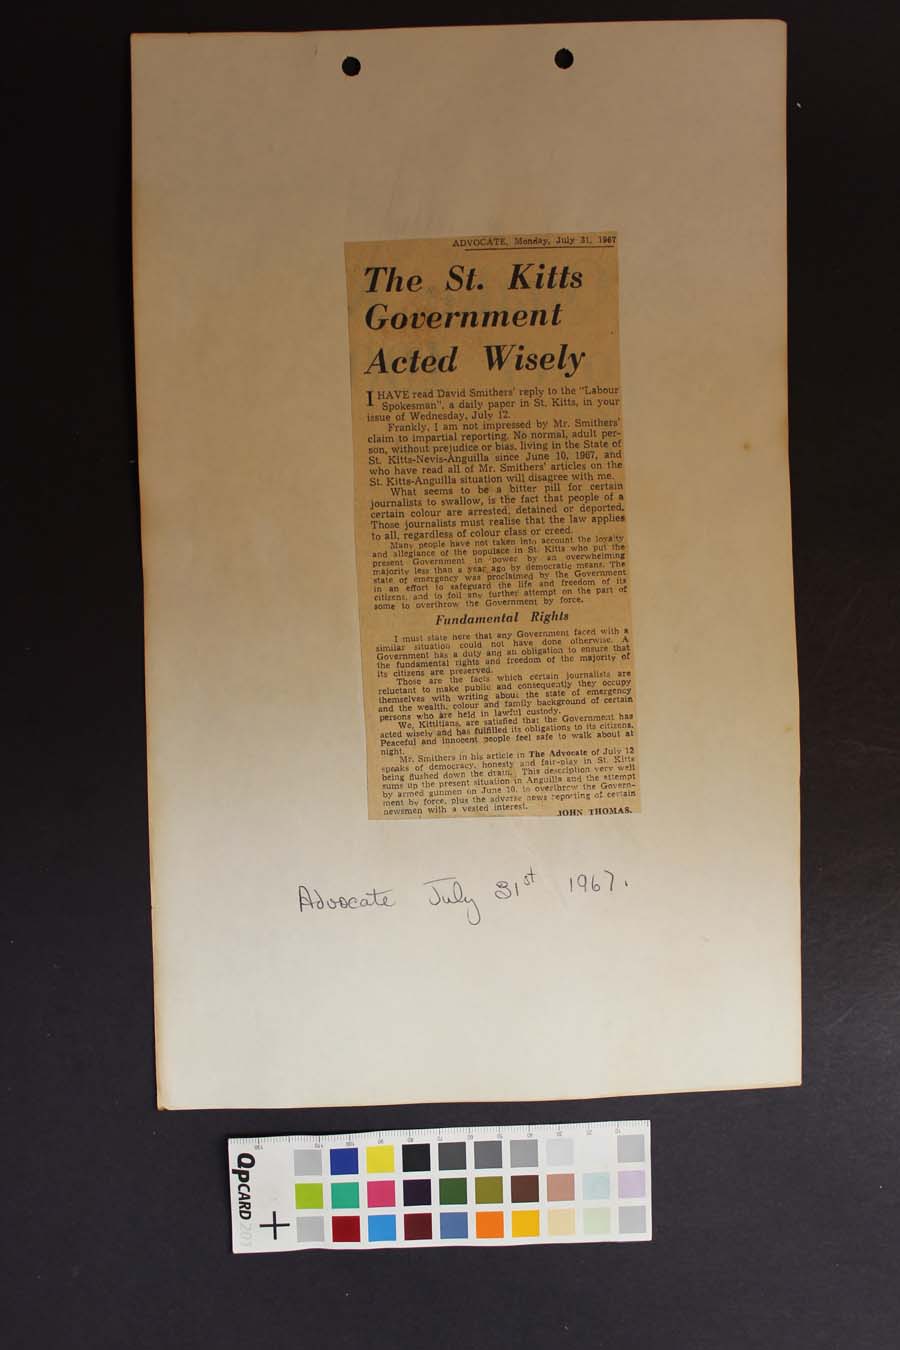 ADVOCATE, Monday, July 31, 1967
The St. Kitts
Government
Acted Wisely
I HAVE read David Smithers' reply to the "Labour
Spokesman", a daily paper in St. Kitts, in your
issue of Wednesday, July 12.
Frankly, I am not impressed by Mr. Smithers'
claim to impartial reporting. No normal, adult per-
son, without prejudice or bias, living in the State of
St. Kitts-Nevis-Anguilla since June 10, 1967, and
who have read all of Mr. Smithers' articles on the
St. Kitts-Anguilla situation will disagree with me.
What seems to be a bitter pill for certain
journalists to swallow, is the fact that people of a
certain colour are arrested, detained or deported.
Those journalists must realise that the law applies
to all, regardless of colour class or creed.
Many people have not taken into account the loyalty
and allegiance of the populace in St. Kitts who put the
present Government in power by an overwhelming
majority less than a year ago by democratic means. The
state of emergency was proclaimed by the Government
in an effort to safeguard the life and freedom of its
citizens, and to foil any further attempt on the part of
some to overthrow the Government by force.
Fundamental Rights
I must state here that any Government faced with a
similar situation could not have done otherwise. A
Government has a duty and an obligation to ensure that
the fundamental rights and freedom of the majority of
its citizens are preserved.
Those are the facts which certain journalists are
reluctant to make public and consequently they occupy
themselves with writing about the state of emergency
and the wealth, colour and family background of certain
persons who are held in lawful custody.
We, Kittitians, are satisfied that the Government has
acted wisely and has fulfilled its obligations to its citizens.
Peaceful and innocent people feel safe to walk about at
night.
Mr. Smithers in his article in The Advocate of July 12
speaks of democracy, honesty and fair-play in St. Kitts
being flushed down the drain. This description very well
sums up the present situation in Anguilla and the attempt
by armed gunmen on June 10, to overthrow the Govern-
ment by force, plus the adverse news reporting of certain
newsmen with a vested interest.
JOHN THOMAS.
Advocate July 31st 1967.
QPCARD 201